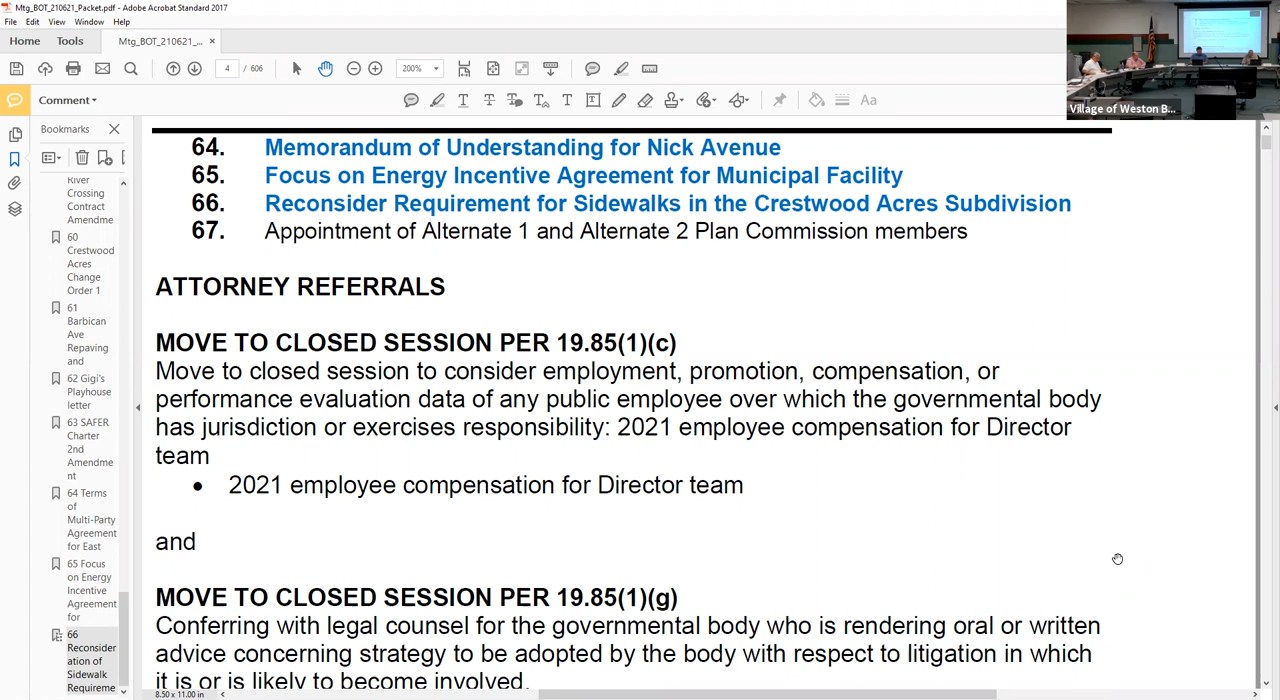 Mtg_BOT_210621_Packet.pdf - Adobe Acrobat Standard 2017
File Edit View Window Help
Home Tools Mtg_BOT_210621_... ×
4 / 606 200%
Village of Weston B...
Comment
Aa
Bookmarks
River
Crossing
Contract
Amendme
60
Crestwood
Acres
Change
Order 1
61
Barbican
Ave
Repaving
and
62 Gigi's
Playhouse
letter
63 SAFER
Charter
2nd
Amendme
nt
64 Terms
of
Multi-Party
Agreement
for East
65 Focus
on Energy
Incentive
Agreement
for
66
Reconsider
ation of
Sidewalk
Requireme
64. Memorandum of Understanding for Nick Avenue
65. Focus on Energy Incentive Agreement for Municipal Facility
66. Reconsider Requirement for Sidewalks in the Crestwood Acres Subdivision
67. Appointment of Alternate 1 and Alternate 2 Plan Commission members
ATTORNEY REFERRALS
MOVE TO CLOSED SESSION PER 19.85(1)(c)
Move to closed session to consider employment, promotion, compensation, or
performance evaluation data of any public employee over which the governmental body
has jurisdiction or exercises responsibility: 2021 employee compensation for Director
team
• 2021 employee compensation for Director team
and
MOVE TO CLOSED SESSION PER 19.85(1)(g)
Conferring with legal counsel for the governmental body who is rendering oral or written
advice concerning strategy to be adopted by the body with respect to litigation in which
it is or is likely to become involved.
8.50 x 11.00 in